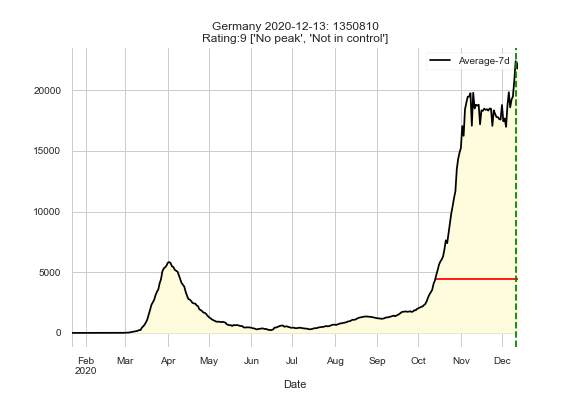 Germany 2020-12-13: 1350810
Rating:9 ['No peak', 'Not in control']
Average-7d
20000
15000
10000
5000
0
Feb Mar Apr May Jun Jul Aug Sep Oct Nov Dec
2020
Date